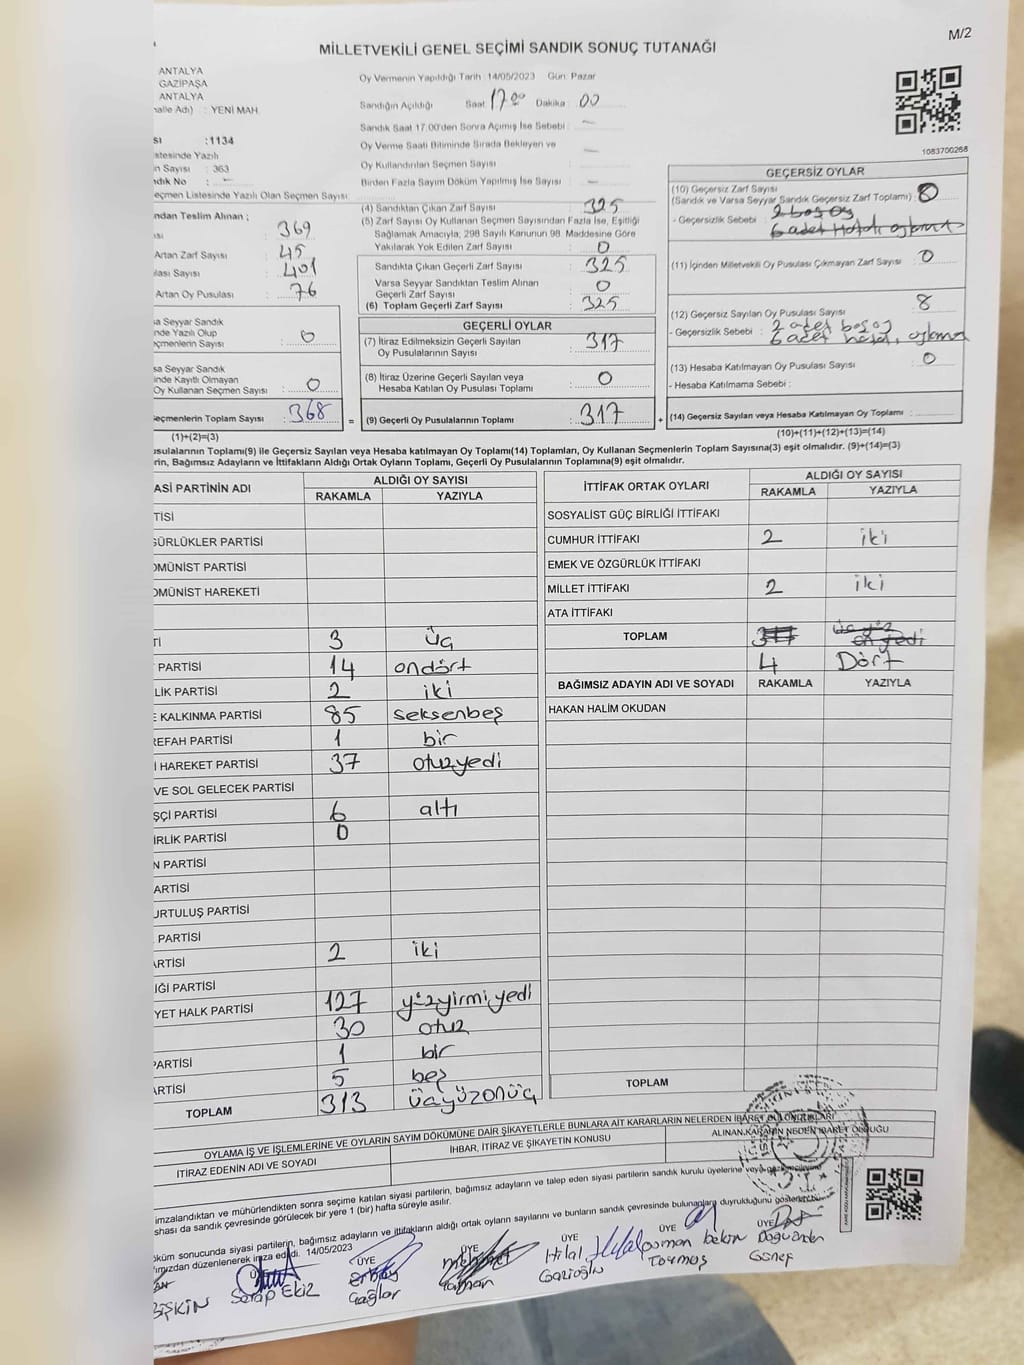 M/2
MİLLETVEKİLİ GENEL SEÇİMİ SANDIK SONUÇ TUTANAĞI
ANTALYA
GAZİPAŞA
ANTALYA
halle Adı) : YENİ MAH
sı :1134
istesinde Yazılı
n Sayısı : 363
ndık No : –
eçmen Listesinde Yazılı Olan Seçmen Sayısı
ndan Teslim Alınan ;
ısı 369
Artan Zarf Sayısı 45
ulası Sayısı 401
Artan Oy Pusulası 76
sa Seyyar Sandık
nde Yazılı Olup
çmenlerin Sayısı : 0
sa Seyyar Sandık
inde Kayıtlı Olmayan
Oy Kullanan Seçmen Sayısı : 0
eçmenlerin Toplam Sayısı : 368
(1)+(2)=(3)
Oy Vermenin Yapıldığı Tarih :14/05/2023 Gün: Pazar
Sandığın Açıldığı Saat : 17.00 Dakika : 00
Sandık Saat 17.00'den Sonra Açımış İse Sebebi : –
Oy Verme Saati Bitiminde Sırada Bekleyen ve
Oy Kullandırılan Seçmen Sayısı –
Birden Fazla Sayım Döküm Yapılmış İse Sayısı : –
(4) Sandıktan Çıkan Zarf Sayısı : 325
(5) Zarf Sayısı Oy Kullanan Seçmen Sayısından Fazla İse, Eşitliği
Sağlamak Amacıyla; 298 Sayılı Kanunun 98. Maddesine Göre
Yakılarak Yok Edilen Zarf Sayısı : 0
Sandıkta Çıkan Geçerli Zarf Sayısı : 325
Varsa Seyyar Sandıktan Teslim Alınan
Geçerli Zarf Sayısı : 0
(6) Toplam Geçerli Zarf Sayısı : 325
GEÇERLİ OYLAR
(7) İtiraz Edilmeksizin Geçerli Sayılan
Oy Pusulalarının Sayısı : 317
(8) İtiraz Üzerine Geçerli Sayılan veya
Hesaba Katılan Oy Pusulası Toplamı : 0
= (9) Geçerli Oy Pusulalarının Toplamı : 317 +
1083700268
GEÇERSİZ OYLAR
(10) Geçersiz Zarf Sayısı
(Sandık ve Varsa Seyyar Sandık Geçersiz Zarf Toplamı) : 0
- Geçersizlik Sebebi : 2 boş oy
6 adet Hatalı oylama
(11) İçinden Milletvekili Oy Pusulası Çıkmayan Zarf Sayısı : 0
(12) Geçersiz Sayılan Oy Pusulası Sayısı : 8
- Geçersizlik Sebebi : 2 adet boş oy
6 adet hatalı oylama
(13) Hesaba Katılmayan Oy Pusulası Sayısı : 0
- Hesaba Katılmama Sebebi :
(14) Geçersiz Sayılan veya Hesaba Katılmayan Oy Toplamı :
(10)+(11)+(12)+(13)=(14)
usulalarının Toplamı(9) ile Geçersiz Sayılan veya Hesaba katılmayan Oy Toplamı(14) Toplamları, Oy Kullanan Seçmenlerin Toplam Sayısına(3) eşit olmalıdır. (9)+(14)=(3)
rin, Bağımsız Adayların ve İttifakların Aldığı Ortak Oyların Toplamı, Geçerli Oy Pusulalarının Toplamına(9) eşit olmalıdır.
ASİ PARTİNİN ADI ALDIĞI OY SAYISI
RAKAMLA YAZIYLA
TİSİ
GÜRLÜKLER PARTİSİ
OMÜNİST PARTİSİ
OMÜNİST HAREKETİ
Tİ 3 üç
PARTİSİ 14 ondört
LİK PARTİSİ 2 iki
E KALKINMA PARTİSİ 85 seksenbeş
REFAH PARTİSİ 1 bir
İ HAREKET PARTİSİ 37 otuzyedi
VE SOL GELECEK PARTİSİ
ŞÇİ PARTİSİ 6 altı
İRLİK PARTİSİ 0
N PARTİSİ
ARTİSİ
URTULUŞ PARTİSİ
PARTİSİ
ARTİSİ 2 iki
İĞİ PARTİSİ
YET HALK PARTİSİ 127 yüzyirmiyedi
30 otuz
PARTİSİ 1 bir
ARTİSİ 5 beş
TOPLAM 313 üçyüzonüç
İTTİFAK ORTAK OYLARI ALDIĞI OY SAYISI
RAKAMLA YAZIYLA
SOSYALİST GÜÇ BİRLİĞİ İTTİFAKI
CUMHUR İTTİFAKI 2 iki
EMEK VE ÖZGÜRLÜK İTTİFAKI
MİLLET İTTİFAKI 2 iki
ATA İTTİFAKI
TOPLAM 317 üçyüz on yedi
4 Dört
BAĞIMSIZ ADAYIN ADI VE SOYADI RAKAMLA YAZIYLA
HAKAN HALİM OKUDAN
TOPLAM
OYLAMA İŞ VE İŞLEMLERİNE VE OYLARIN SAYIM DÖKÜMÜNE DAİR ŞİKAYETLERLE BUNLARA AİT KARARLARIN NELERDEN İBARET BULUNDUKLARI
İTİRAZ EDENİN ADI VE SOYADI İHBAR, İTİRAZ VE ŞİKAYETİN KONUSU ALINAN KARARIN NEDEN İBARET OLDUĞU
imzalandıktan ve mühürlendikten sonra seçime katılan siyasi partilerin, bağımsız adayların ve talep eden siyasi partilerin sandık kurulu üyelerine veya
shası da sandık çevresinde görülecek bir yere 1 (bir) hafta süreyle asılır.
öküm sonucunda siyasi partilerin, bağımsız adayların ve ittifakların aldığı ortak oyların sayılarını ve bunların sandık çevresinde bulunanlara duyurulduğunu
ımızdan düzenlenerek imza edildi. 14/05/2023
BİŞKİN
Serap Ekiz
ÜYE Çağlar
ÜYE
Hilal Gazioğlu
ÜYE osman bekir Tokmoş
ÜYE